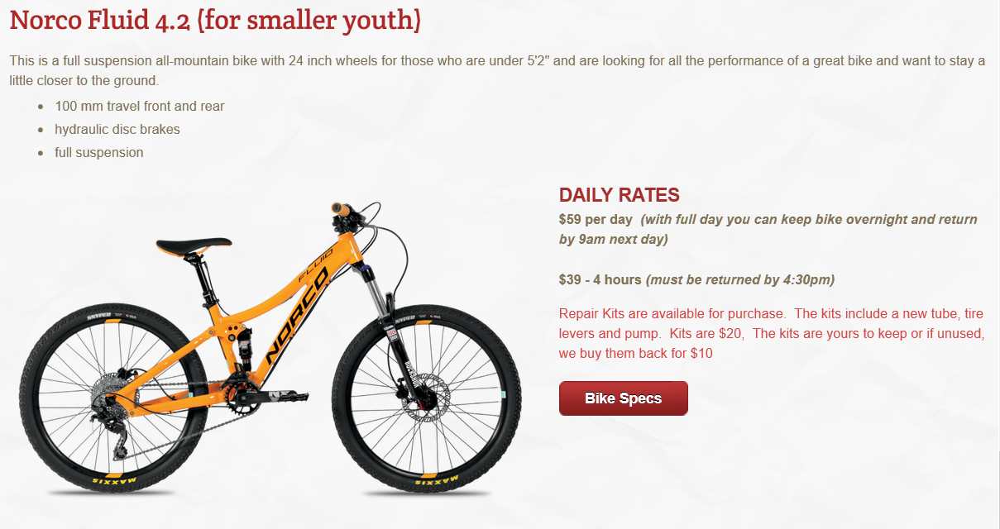 Norco Fluid 4.2 (for smaller youth)
This is a full suspension all-mountain bike with 24 inch wheels for those who are under 5'2" and are looking for all the performance of a great bike and want to stay a
little closer to the ground.
• 100 mm travel front and rear
• hydraulic disc brakes
• full suspension
DAILY RATES
$59 per day (with full day you can keep bike overnight and return
by 9am next day)
$39 - 4 hours (must be returned by 4:30pm)
Repair Kits are available for purchase. The kits include a new tube, tire
levers and pump. Kits are $20, The kits are yours to keep or if unused,
we buy them back for $10
Bike Specs
FLUID
NORCO
SNYPER
SNYPER
ROCKSHOX
MAXXIS
MAXXIS